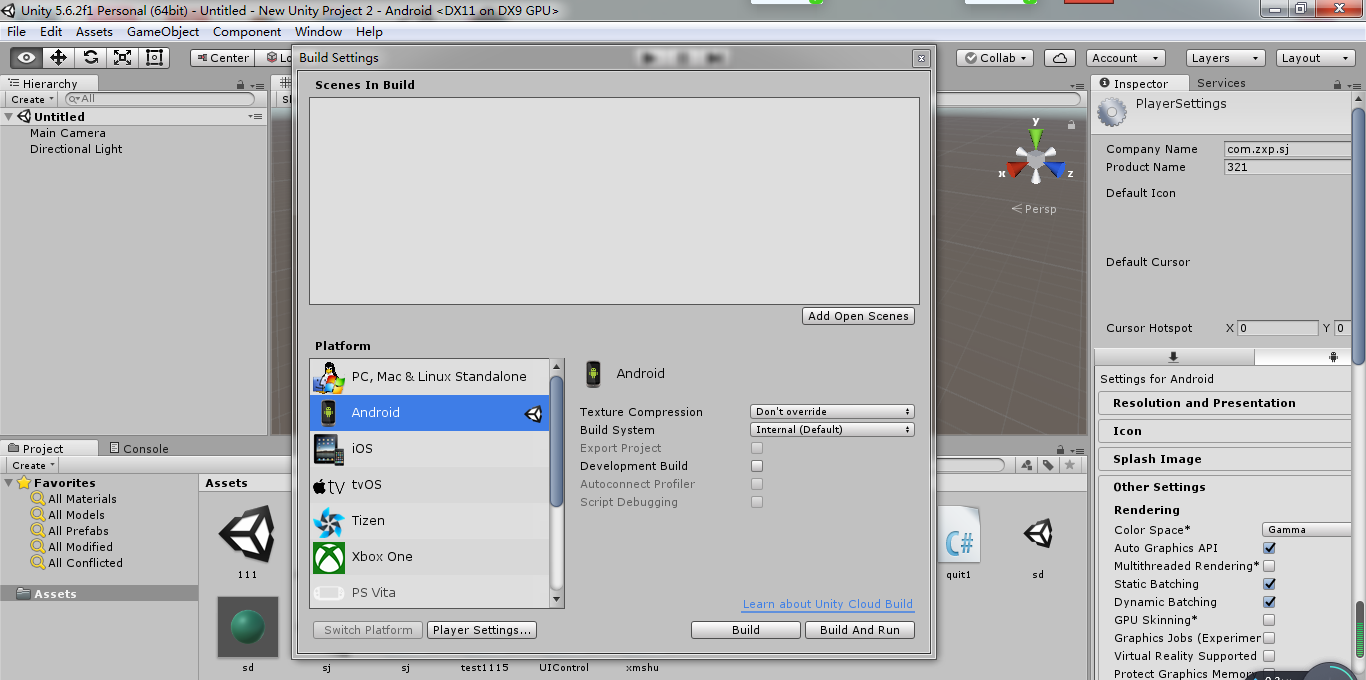 Unity 5.6.2f1 Personal (64bit) - Untitled - New Unity Project 2 - Android <DX11 on DX9 GPU>
File Edit Assets GameObject Component Window Help
Center
Collab
Account
Layers
Layout
Build Settings
Hierarchy
Create
All
Untitled
Main Camera
Directional Light
Scenes In Build
Add Open Scenes
Platform
PC, Mac & Linux Standalone
Android
iOS
tvOS
Tizen
Xbox One
PS Vita
Switch Platform
Player Settings...
Android
Texture Compression Don't override
Build System Internal (Default)
Export Project
Development Build
Autoconnect Profiler
Script Debugging
Learn about Unity Cloud Build
Build
Build And Run
y
x
z
Persp
Inspector
Services
PlayerSettings
Company Name com.zxp.sj
Product Name 321
Default Icon
Default Cursor
Cursor Hotspot X 0 Y 0
Settings for Android
Resolution and Presentation
Icon
Splash Image
Other Settings
Rendering
Color Space* Gamma
Auto Graphics API
Multithreaded Rendering*
Static Batching
Dynamic Batching
GPU Skinning*
Graphics Jobs (Experimer
Virtual Reality Supported
Protect Graphics Memor
Project
Console
Create
Favorites
All Materials
All Models
All Prefabs
All Modified
All Conflicted
Assets
Assets
111
C#
quit1
sd
sd
sj
sj
test1115
UIControl
xmshu